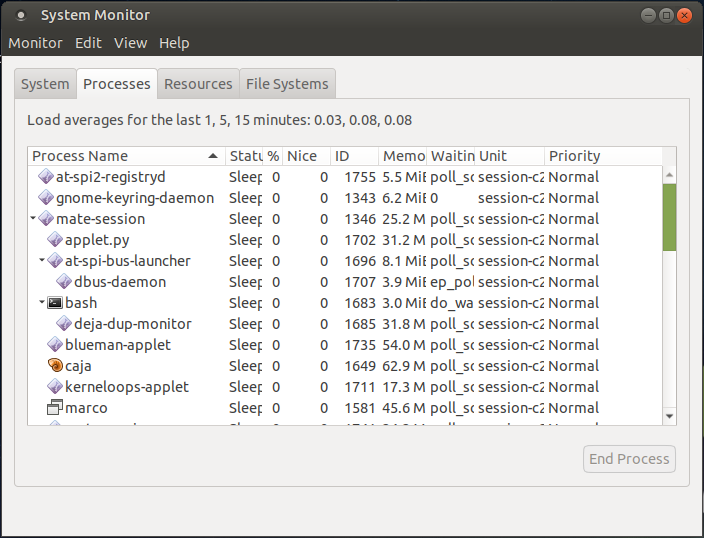 System Monitor
Monitor Edit View Help
System Processes Resources File Systems
Load averages for the last 1, 5, 15 minutes: 0.03, 0.08, 0.08
Process Name Statu % Nice ID Memo Waitin Unit Priority
at-spi2-registryd Sleep 0 0 1755 5.5 MiB poll_sc session-c2 Normal
gnome-keyring-daemon Sleep 0 0 1343 6.2 MiB 0 session-c2 Normal
mate-session Sleep 0 0 1346 25.2 M poll_sc session-c2 Normal
applet.py Sleep 0 0 1702 31.2 M poll_sc session-c2 Normal
at-spi-bus-launcher Sleep 0 0 1696 8.1 MiB poll_sc session-c2 Normal
dbus-daemon Sleep 0 0 1707 3.9 MiB ep_pol session-c2 Normal
bash Sleep 0 0 1683 3.0 MiB do_wa session-c2 Normal
deja-dup-monitor Sleep 0 0 1685 31.8 M poll_sc session-c2 Normal
blueman-applet Sleep 0 0 1735 54.0 M poll_sc session-c2 Normal
caja Sleep 0 0 1649 62.9 M poll_sc session-c2 Normal
kerneloops-applet Sleep 0 0 1711 17.3 M poll_sc session-c2 Normal
marco Sleep 0 0 1581 45.6 M poll_sc session-c2 Normal
End Process